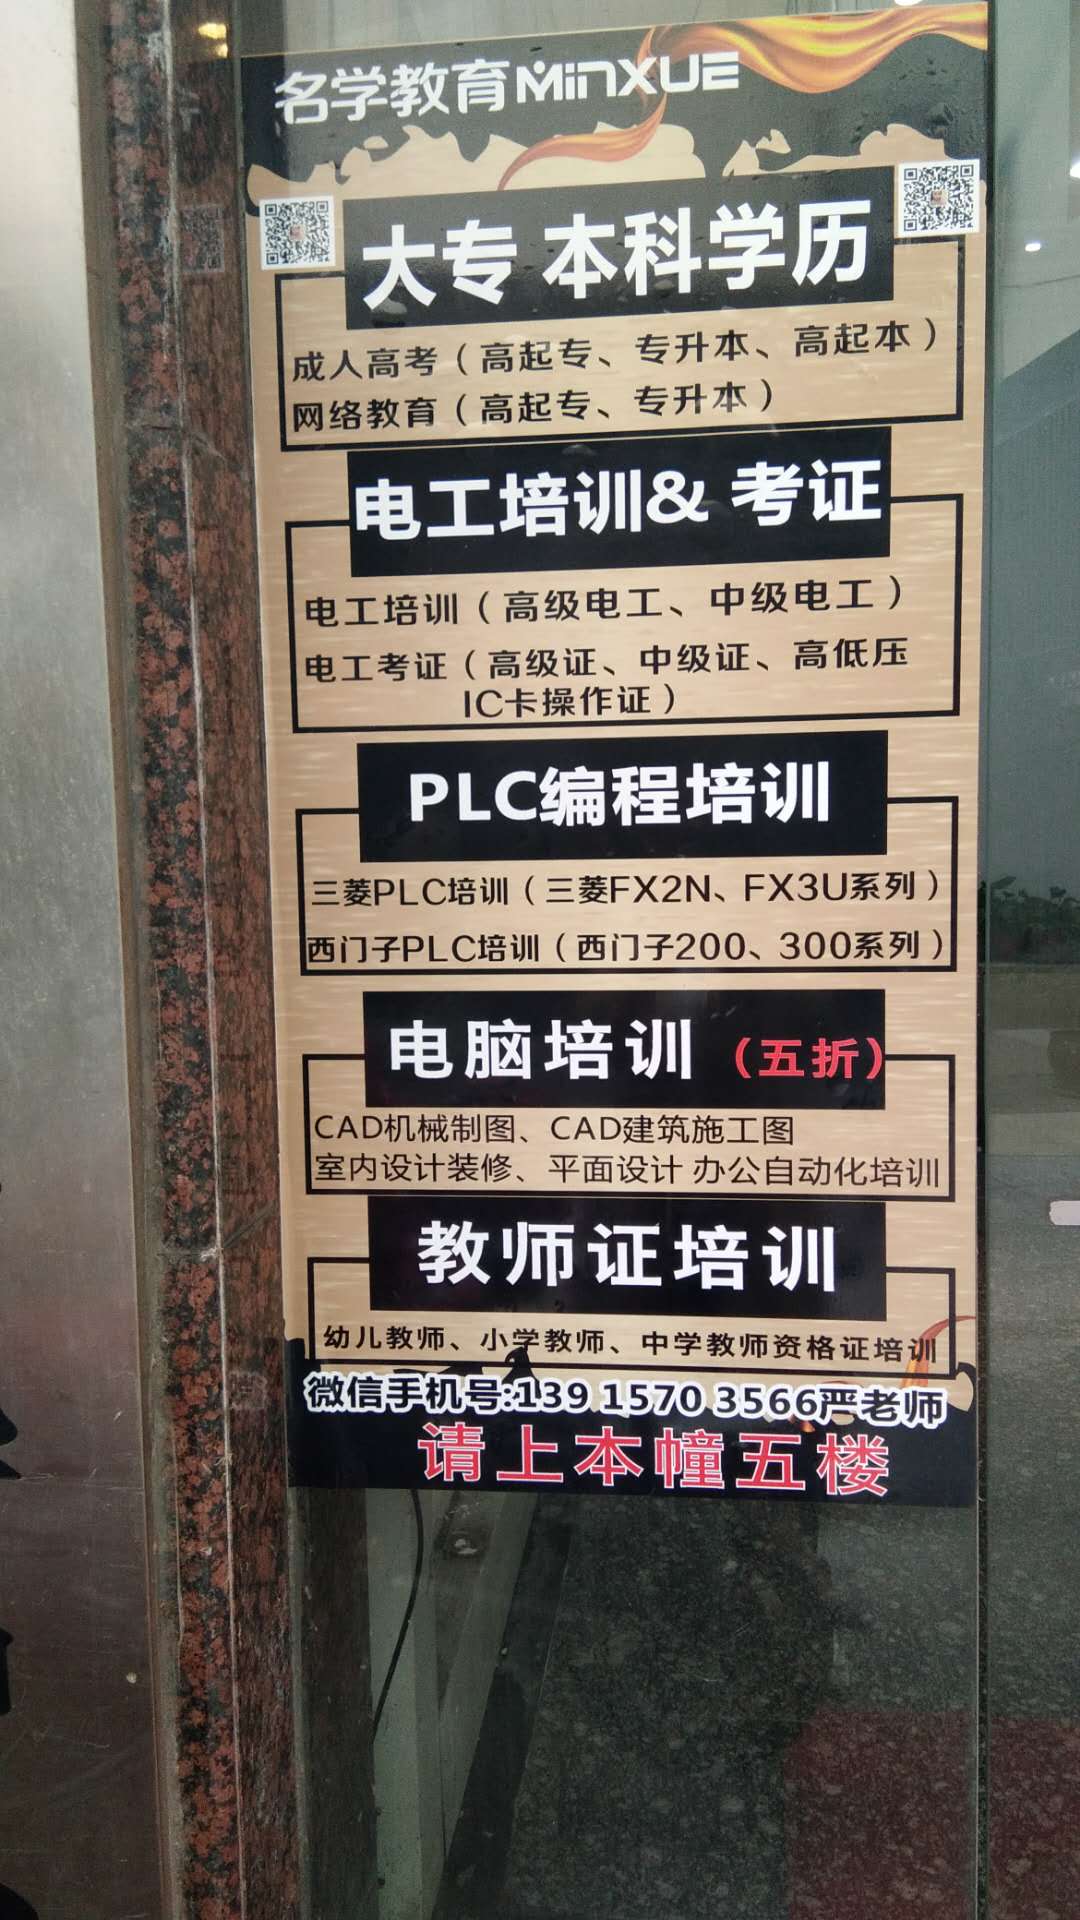 名学教育MinXUE
大专 本科学历
成人高考（高起专、专升本、高起本）
网络教育（高起专、专升本）
电工培训& 考证
电工培训（高级电工、中级电工）
电工考证（高级证、中级证、高低压
IC卡操作证）
PLC编程培训
三菱PLC培训（三菱FX2N、FX3U系列）
西门子PLC培训（西门子200、300系列）
电脑培训（五折）
CAD机械制图、CAD建筑施工图
室内设计装修、平面设计 办公自动化培训
教师证培训
幼儿教师、小学教师、中学教师资格证培训
微信手机号:139 1570 3566严老师
请上本幢五楼